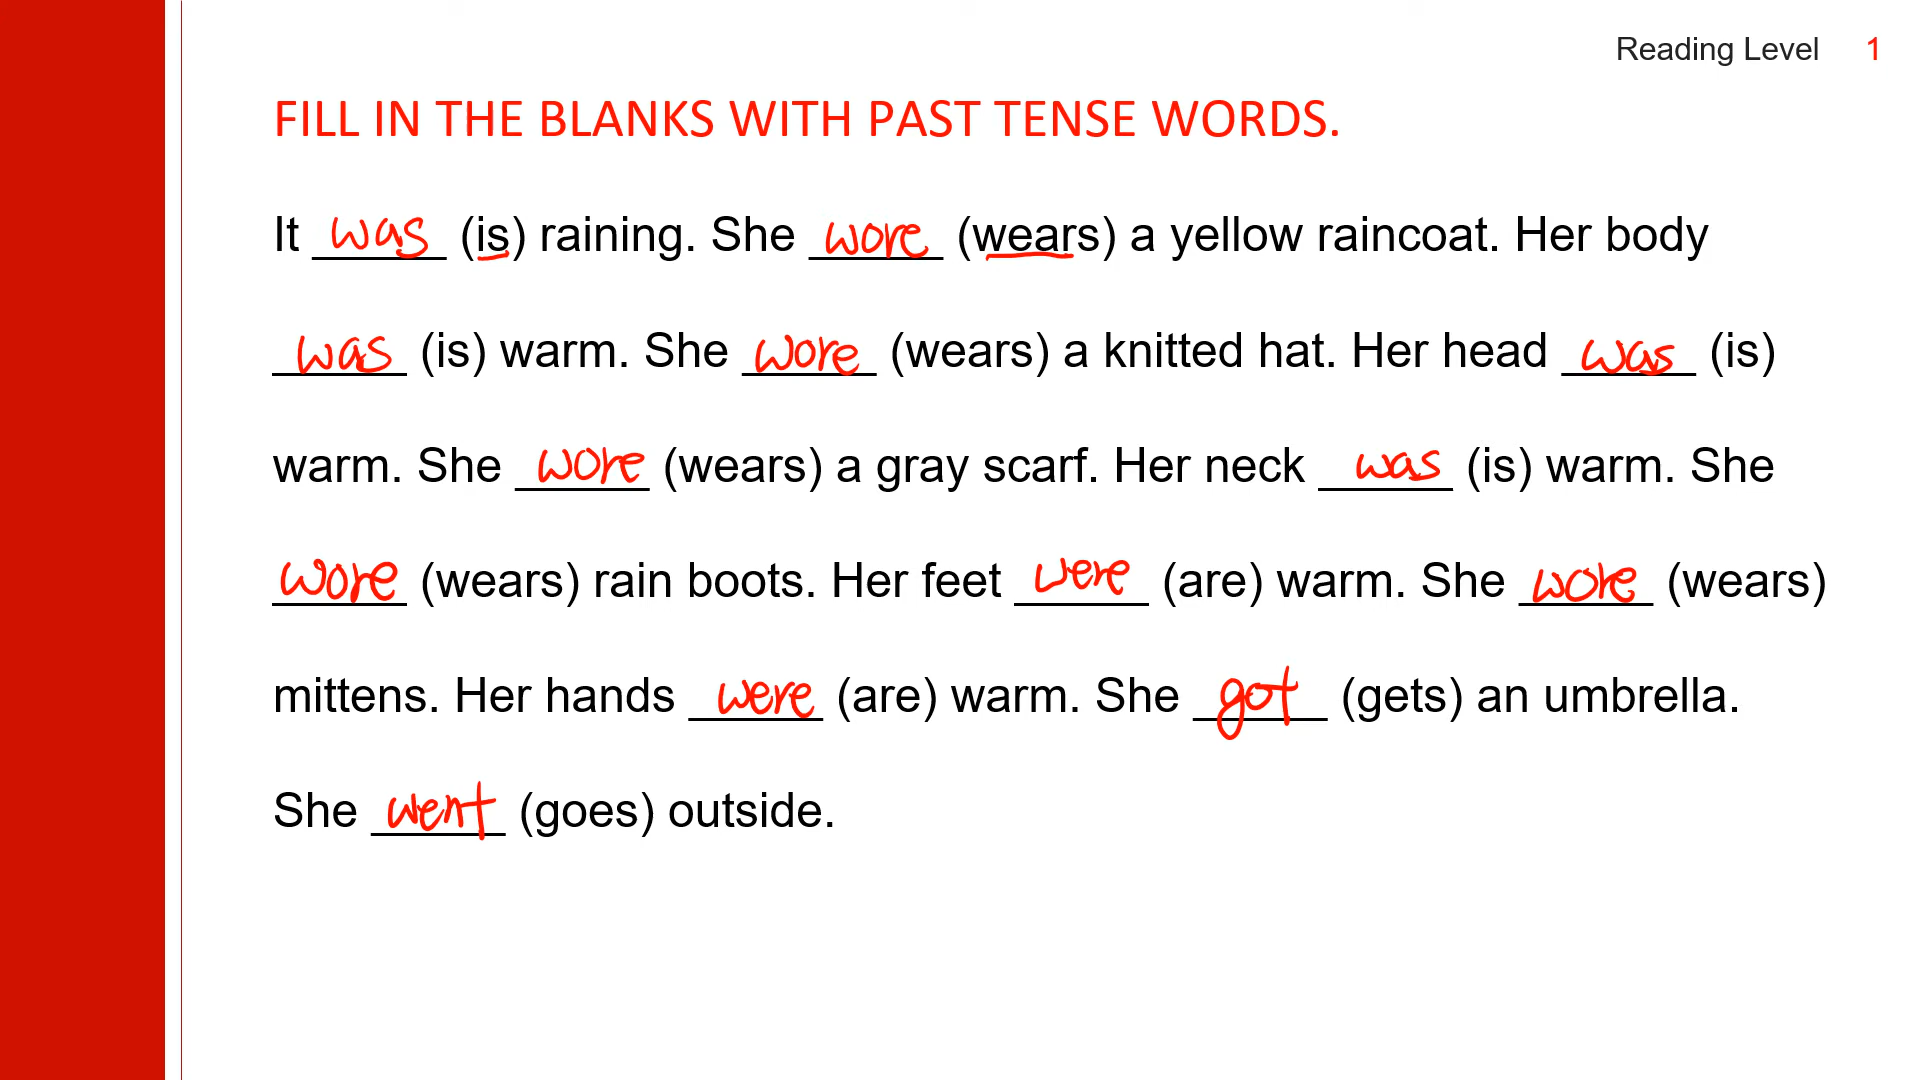 Reading Level 1
FILL IN THE BLANKS WITH PAST TENSE WORDS.
It was (is) raining. She wore (wears) a yellow raincoat. Her body
was (is) warm. She wore (wears) a knitted hat. Her head was (is)
warm. She wore (wears) a gray scarf. Her neck was (is) warm. She
wore (wears) rain boots. Her feet were (are) warm. She wore (wears)
mittens. Her hands were (are) warm. She got (gets) an umbrella.
She went (goes) outside.